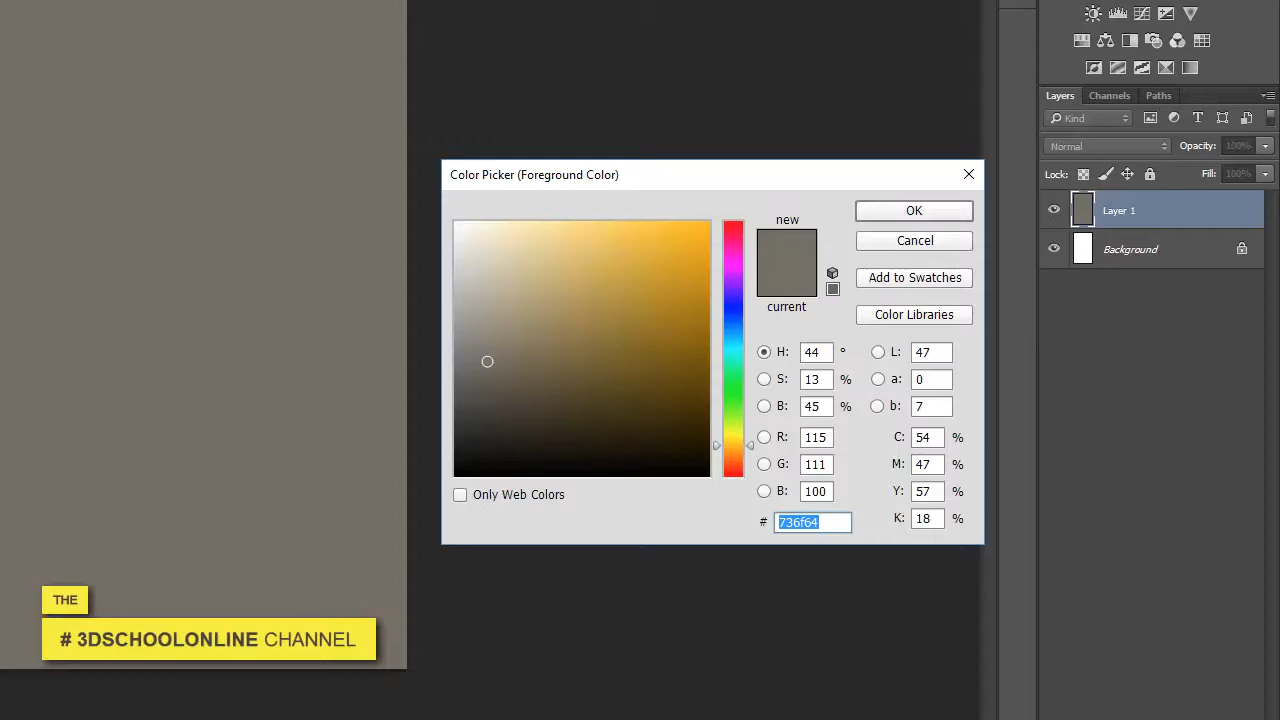 Layers Channels Paths
Kind
Normal Opacity: 100%
Lock: Fill: 100%
Layer 1
Background
Color Picker (Foreground Color)
new
current
OK
Cancel
Add to Swatches
Color Libraries
H: 44 ° L: 47
S: 13 % a: 0
B: 45 % b: 7
R: 115 C: 54 %
G: 111 M: 47 %
B: 100 Y: 57 %
# 736f64 K: 18 %
Only Web Colors
THE
# 3DSCHOOLONLINE CHANNEL